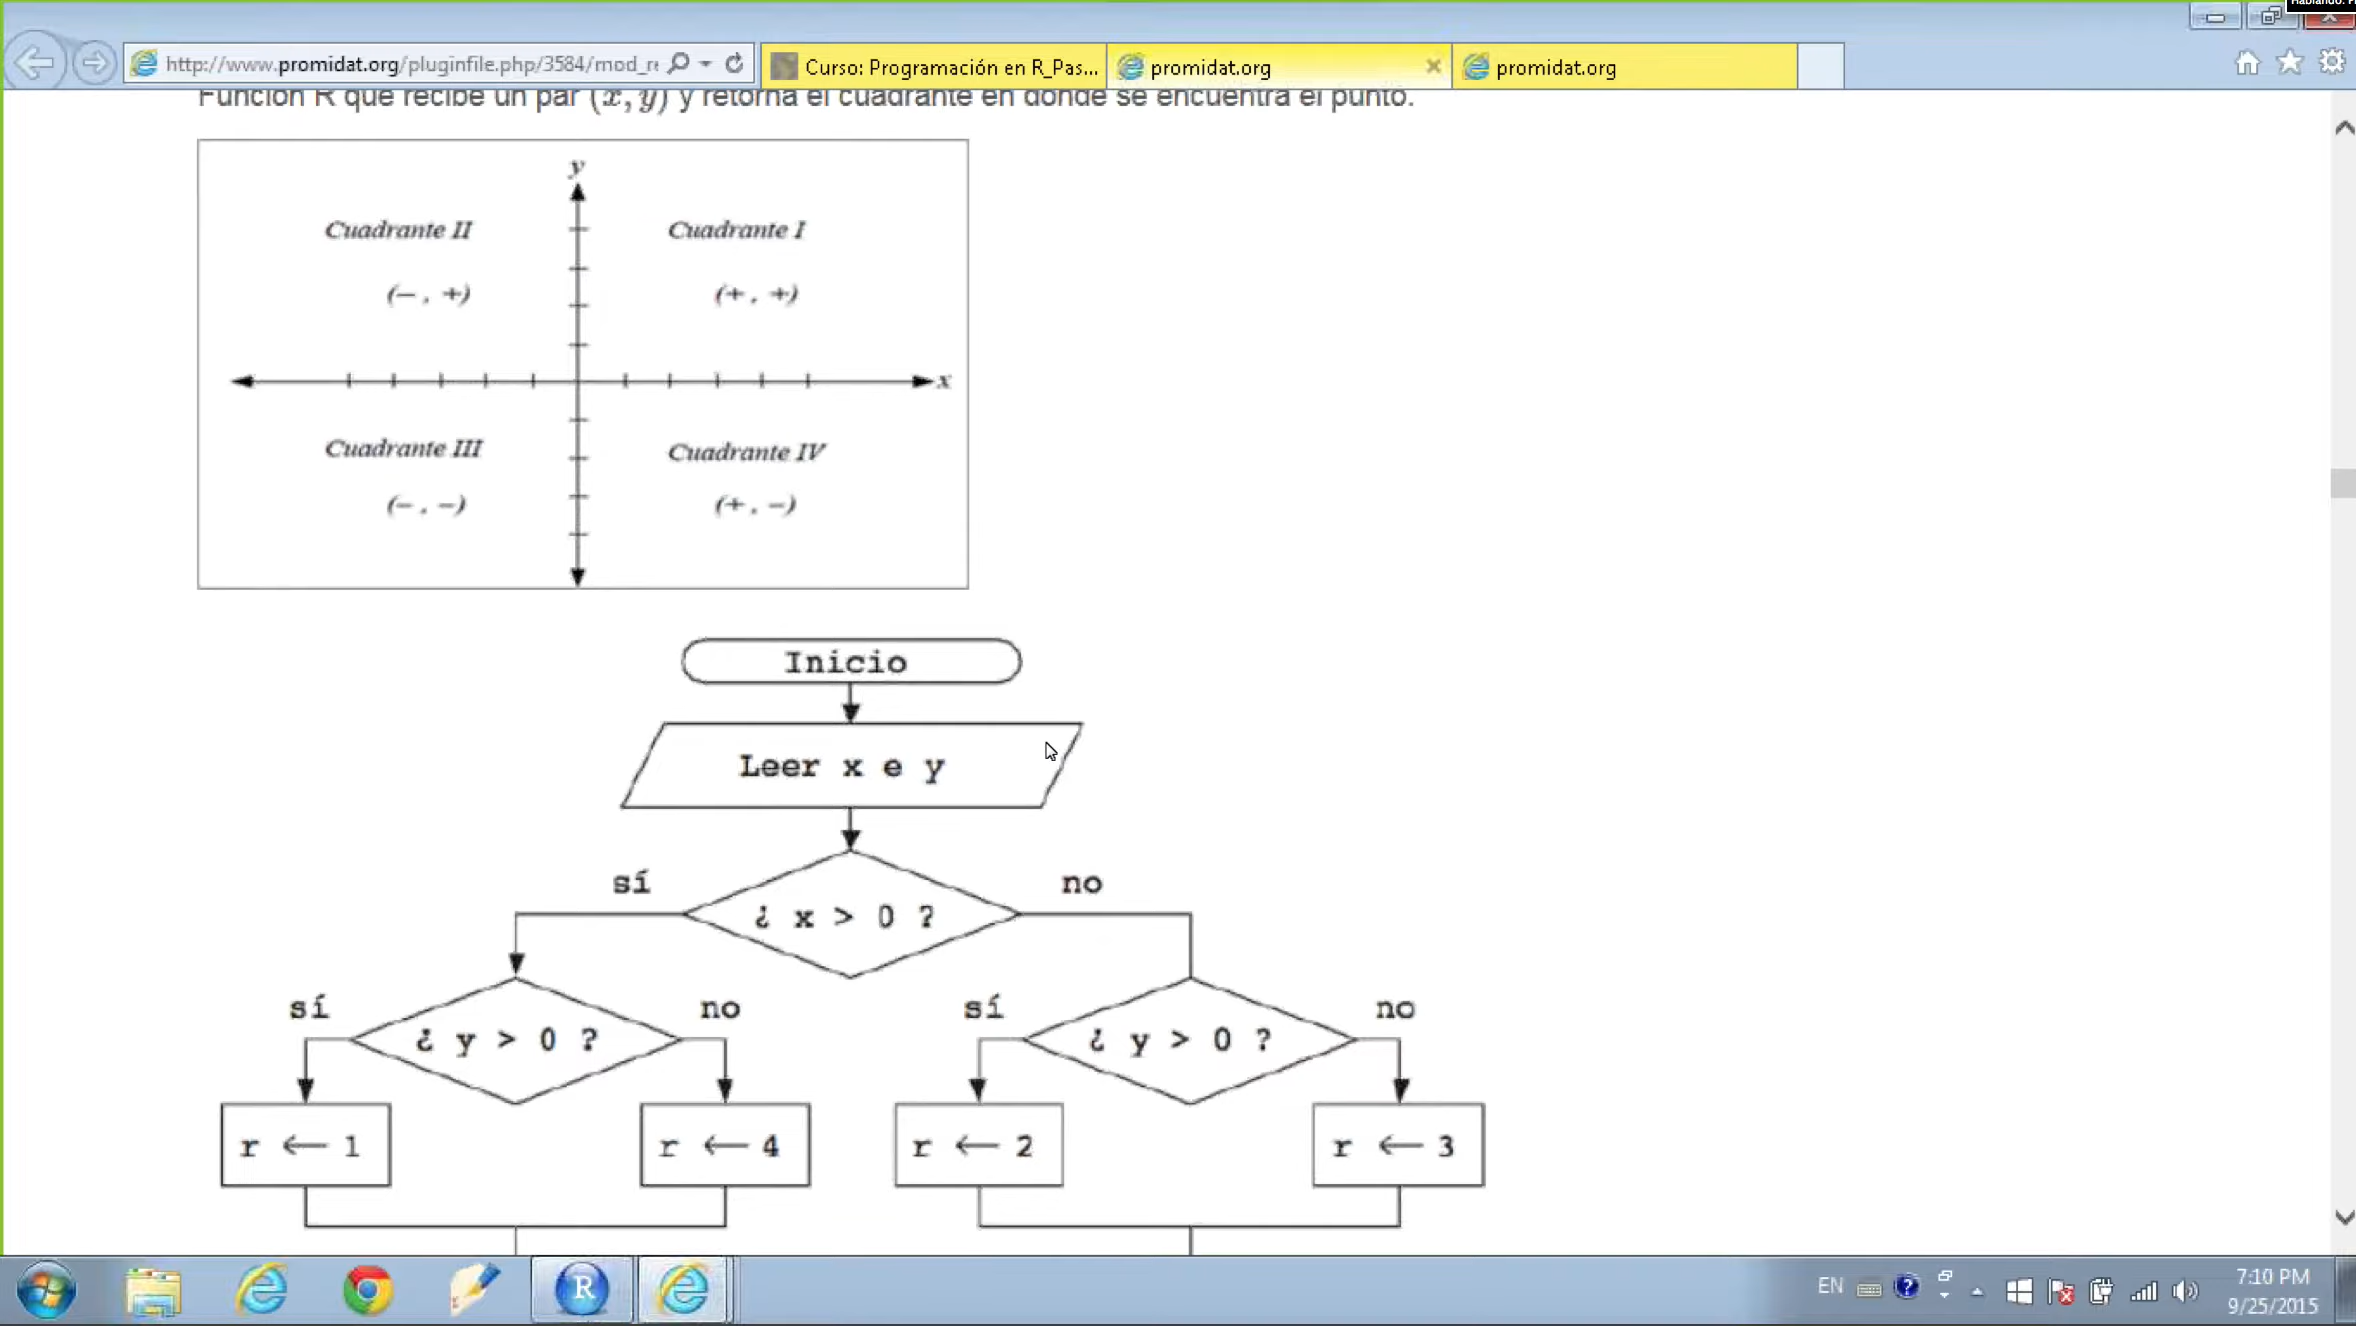 Hablando:
http://www.promidat.org/pluginfile.php/3584/mod_re
Curso: Programación en R_Pas...
promidat.org
promidat.org
Función R que recibe un par (x, y) y retorna el cuadrante en donde se encuentra el punto.
y
Cuadrante II
Cuadrante I
(− , +)
(+ , +)
x
Cuadrante III
Cuadrante IV
(− , −)
(+ , −)
Inicio
Leer x e y
sí
no
¿ x > 0 ?
sí
no
sí
no
¿ y > 0 ?
¿ y > 0 ?
r ← 1
r ← 4
r ← 2
r ← 3
EN
7:10 PM
9/25/2015